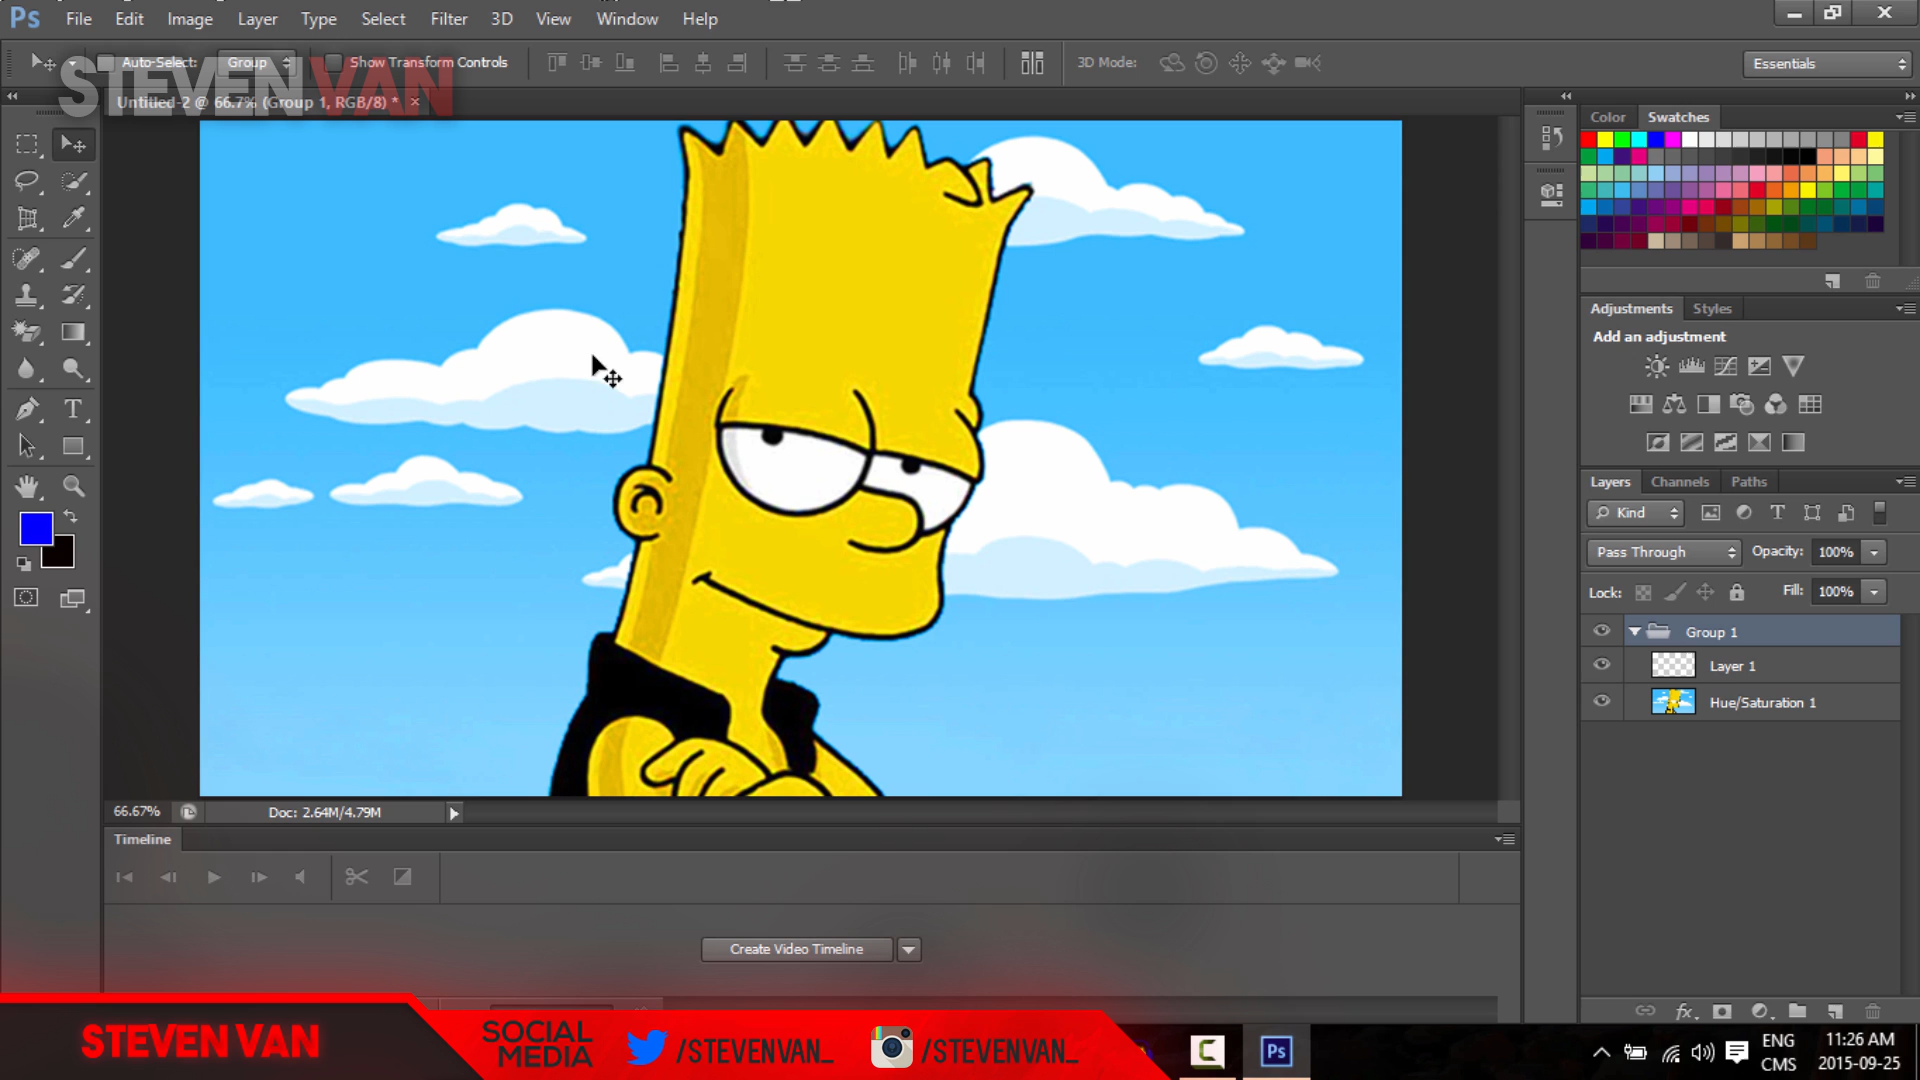 Ps File Edit Image Layer Type Select Filter 3D View Window Help
Auto-Select: Group Show Transform Controls 3D Mode: Essentials
STEVEN VAN
Untitled-2 @ 66.7% (Group 1, RGB/8) * ×
Color Swatches
Adjustments Styles
Add an adjustment
Layers Channels Paths
Kind
Pass Through Opacity: 100%
Lock: Fill: 100%
Group 1
Layer 1
Hue/Saturation 1
66.67% Doc: 2.64M/4.79M
Timeline
Create Video Timeline
STEVEN VAN
SOCIAL
MEDIA
/STEVENVAN_
/STEVENVAN_
Ps
ENG
CMS
11:26 AM
2015-09-25